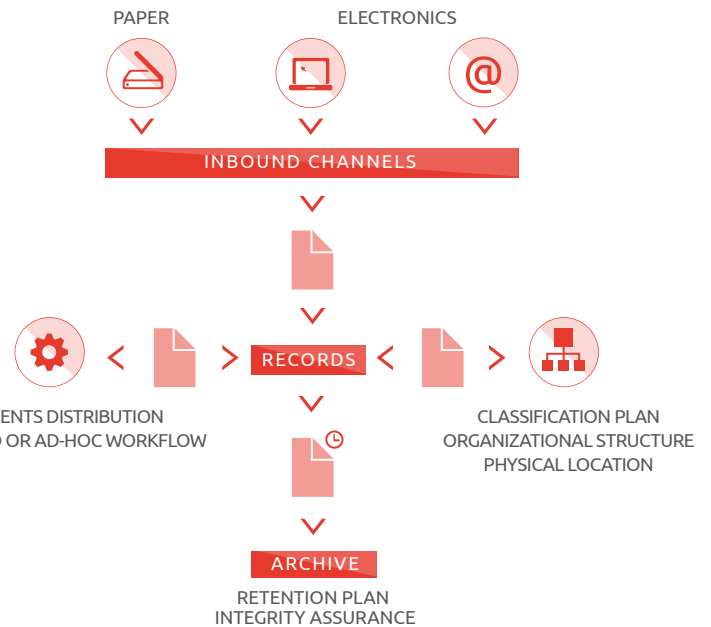 PAPER
ELECTRONICS
@
INBOUND CHANNELS
RECORDS
ENTS DISTRIBUTION
OR AD-HOC WORKFLOW
CLASSIFICATION PLAN
ORGANIZATIONAL STRUCTURE
PHYSICAL LOCATION
ARCHIVE
RETENTION PLAN
INTEGRITY ASSURANCE